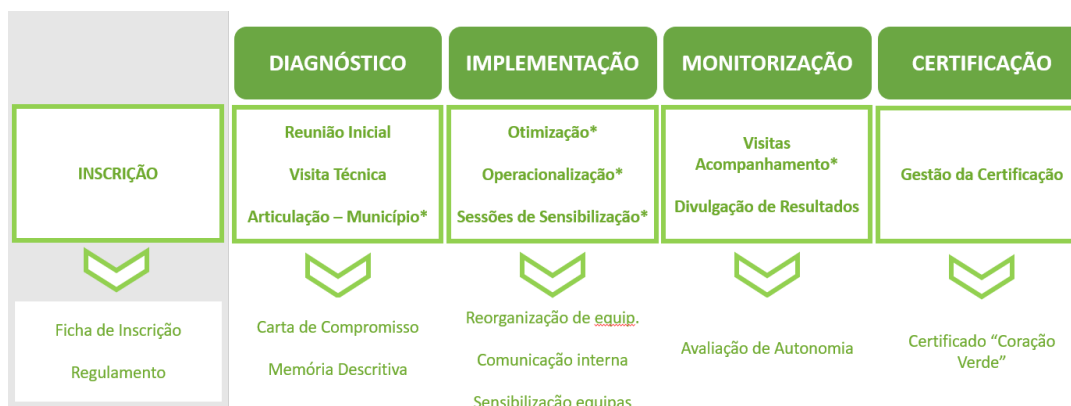 DIAGNÓSTICO
IMPLEMENTAÇÃO
MONITORIZAÇÃO
CERTIFICAÇÃO
INSCRIÇÃO
Reunião Inicial
Visita Técnica
Articulação – Município*
Otimização*
Operacionalização*
Sessões de Sensibilização*
Visitas
Acompanhamento*
Divulgação de Resultados
Gestão da Certificação
Ficha de Inscrição
Regulamento
Carta de Compromisso
Memória Descritiva
Reorganização de equip.
Comunicação interna
Sensibilização equipas
Avaliação de Autonomia
Certificado “Coração
Verde”